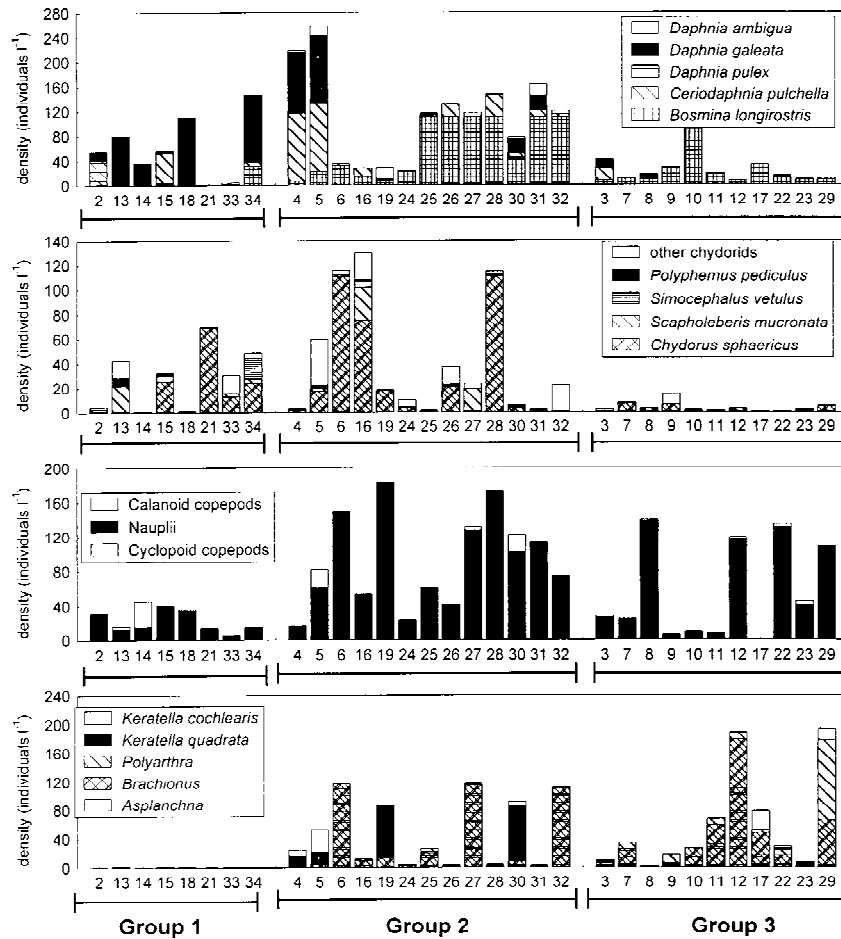 density (individuals l⁻¹)
280
240
200
160
120
80
40
0
Daphnia ambigua
Daphnia galeata
Daphnia pulex
Ceriodaphnia pulchella
Bosmina longirostris
2 13 14 15 18 21 33 34 4 5 6 16 19 24 25 26 27 28 30 31 32 3 7 8 9 10 11 12 17 22 23 29
density (individuals l⁻¹)
140
120
100
80
60
40
20
0
other chydorids
Polyphemus pediculus
Simocephalus vetulus
Scapholeberis mucronata
Chydorus sphaericus
2 13 14 15 18 21 33 34 4 5 6 16 19 24 25 26 27 28 30 31 32 3 7 8 9 10 11 12 17 22 23 29
density (individuals l⁻¹)
200
160
120
80
40
0
Calanoid copepods
Nauplii
Cyclopoid copepods
2 13 14 15 18 21 33 34 4 5 6 16 19 24 25 26 27 28 30 31 32 3 7 8 9 10 11 12 17 22 23 29
density (individuals l⁻¹)
240
200
160
120
80
40
0
Keratella cochlearis
Keratella quadrata
Polyarthra
Brachionus
Asplanchna
2 13 14 15 18 21 33 34 4 5 6 16 19 24 25 26 27 28 30 31 32 3 7 8 9 10 11 12 17 22 23 29
Group 1 Group 2 Group 3